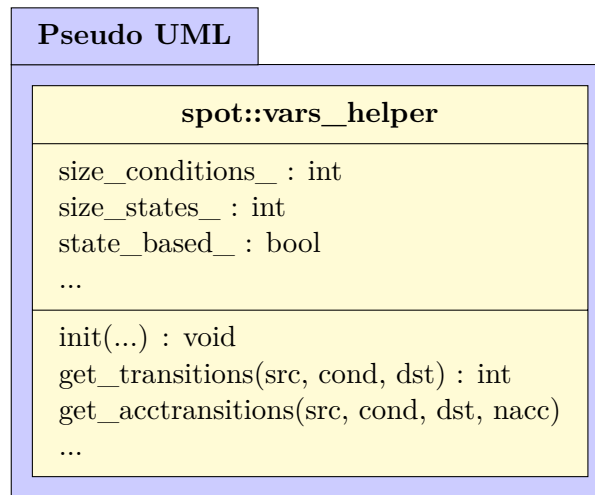 Pseudo UML
spot::vars_helper
size_conditions_ : int
size_states_ : int
state_based_ : bool
...
init(...) : void
get_transitions(src, cond, dst) : int
get_acctransitions(src, cond, dst, nacc)
...